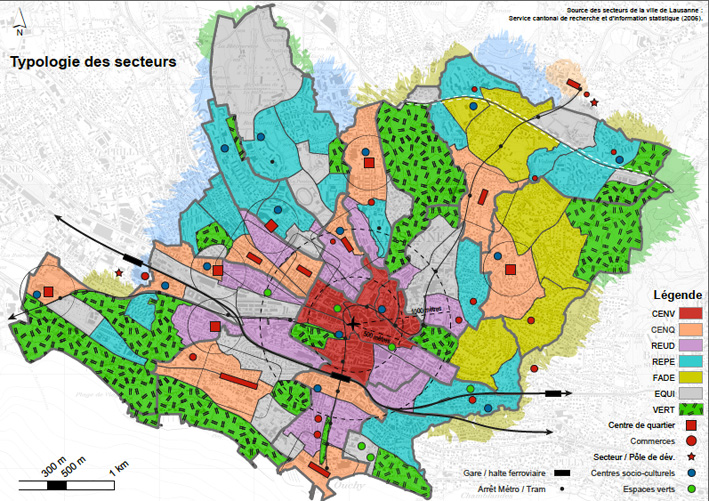 Source des secteurs de la ville de Lausanne :
Service cantonal de recherche et d'information statistique (2006).
N
Typologie des secteurs
1000 mètres
500 mètres
Légende
CENV
CENQ
REUD
REPE
FADE
EQUI
VERT
Centre de quartier
Commerces
Secteur / Pôle de dév.
Gare / halte ferroviaire
Centres socio-culturels
Arrêt Métro / Tram
Espaces verts
300 m
500 m
1 km
Ouchy